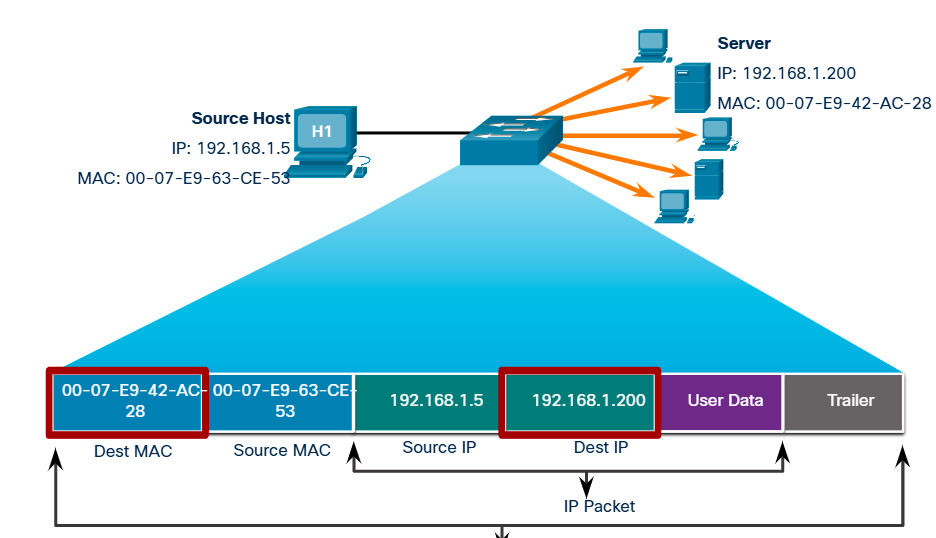 Server
IP: 192.168.1.200
MAC: 00-07-E9-42-AC-28
Source Host
IP: 192.168.1.5
MAC: 00-07-E9-63-CE-53
H1
00-07-E9-42-AC-
28
00-07-E9-63-CE-
53
192.168.1.5
192.168.1.200
User Data
Trailer
Dest MAC
Source MAC
Source IP
Dest IP
IP Packet